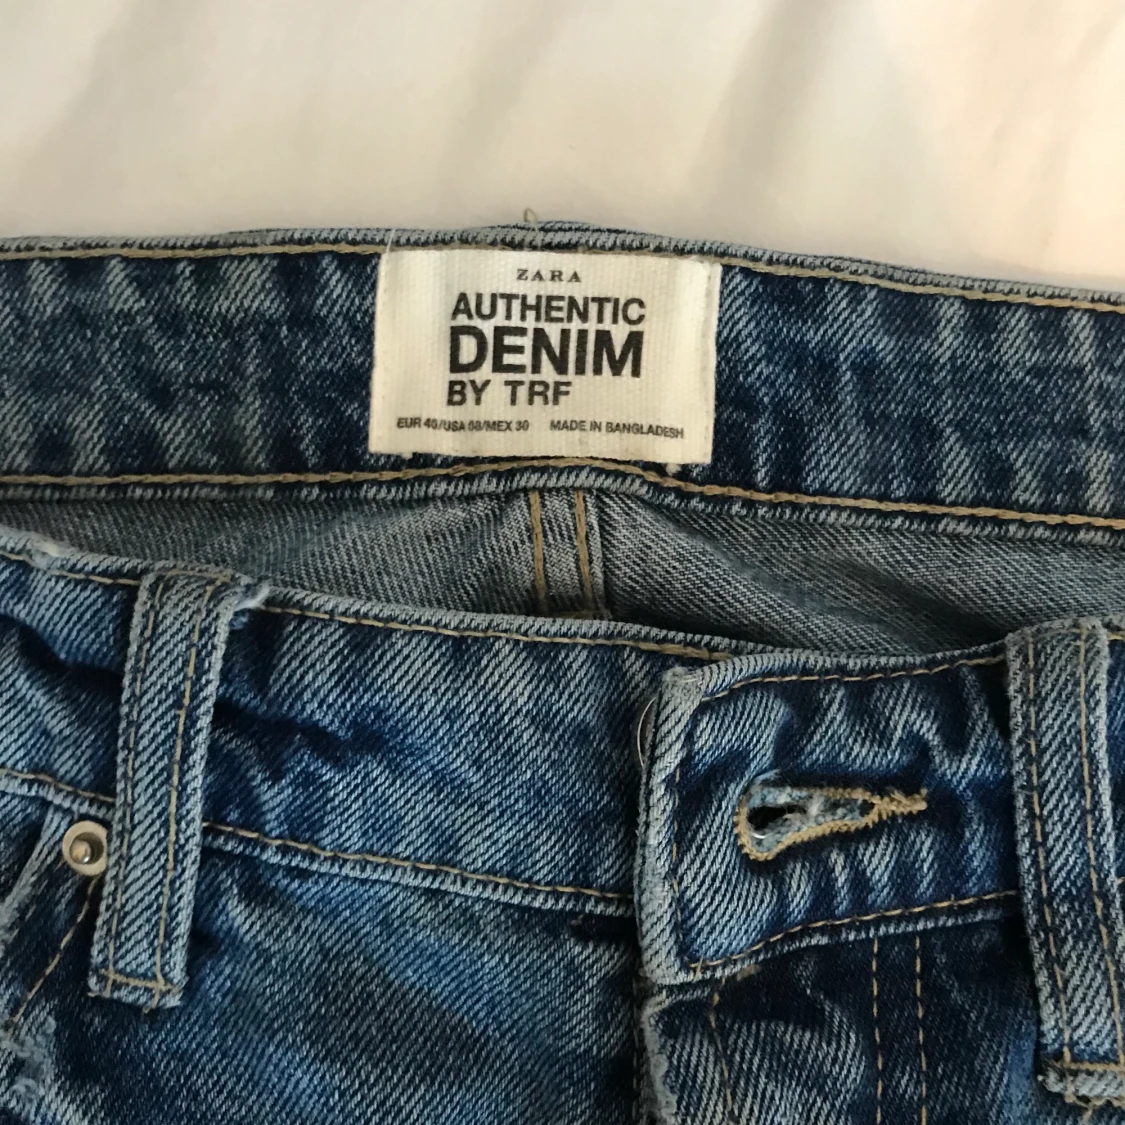 ZARA
AUTHENTIC
DENIM
BY TRF
EUR 40/USA 08/MEX 30 MADE IN BANGLADESH